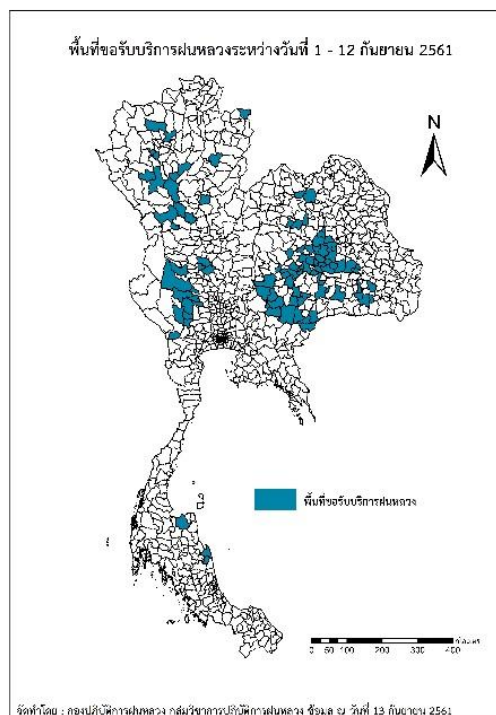 พื้นที่ขอรับบริการฝนหลวงระหว่างวันที่ 1 - 12 กันยายน 2561
N
พื้นที่ขอรับบริการฝนหลวง
กิโลเมตร
0 50 100 200 300 400
จัดทำโดย : กองปฏิบัติการฝนหลวง กลุ่มวิชาการปฏิบัติการฝนหลวง ข้อมูล ณ วันที่ 13 กันยายน 2561